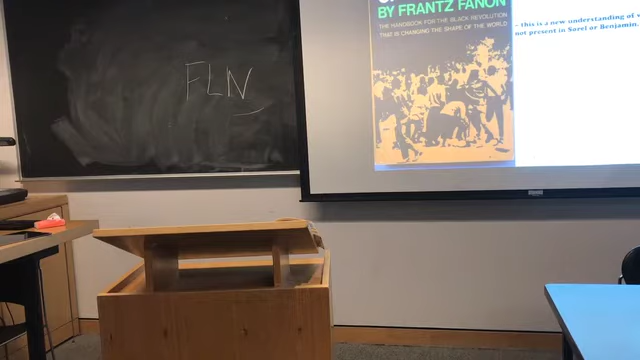 FLN
BY FRANTZ FANON
THE HANDBOOK FOR THE BLACK REVOLUTION
THAT IS CHANGING THE SHAPE OF THE WORLD
- This is a new understanding of
not present in Sorel or Benjamin.